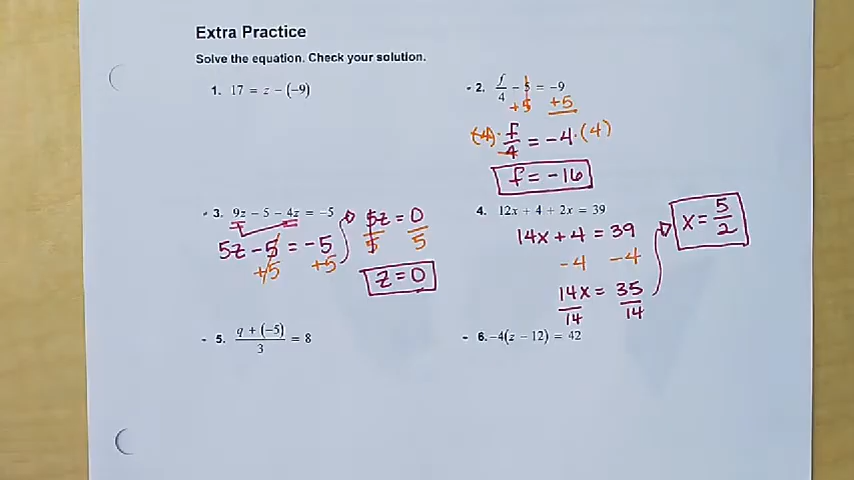 Extra Practice
Solve the equation. Check your solution.
1. 17 = z − (−9)
- 2. f/4 − 5 = −9
+5 +5
(4) · f/4 = −4 · (4)
f = −16
- 3. 9z − 5 − 4z = −5
5z − 5 = −5
+5 +5
5z = 0
5 5
z = 0
4. 12x + 4 + 2x = 39
14x + 4 = 39
−4 −4
14x = 35
14 14
x = 5/2
- 5. (q + (−5))/3 = 8
- 6. −4(z − 12) = 42